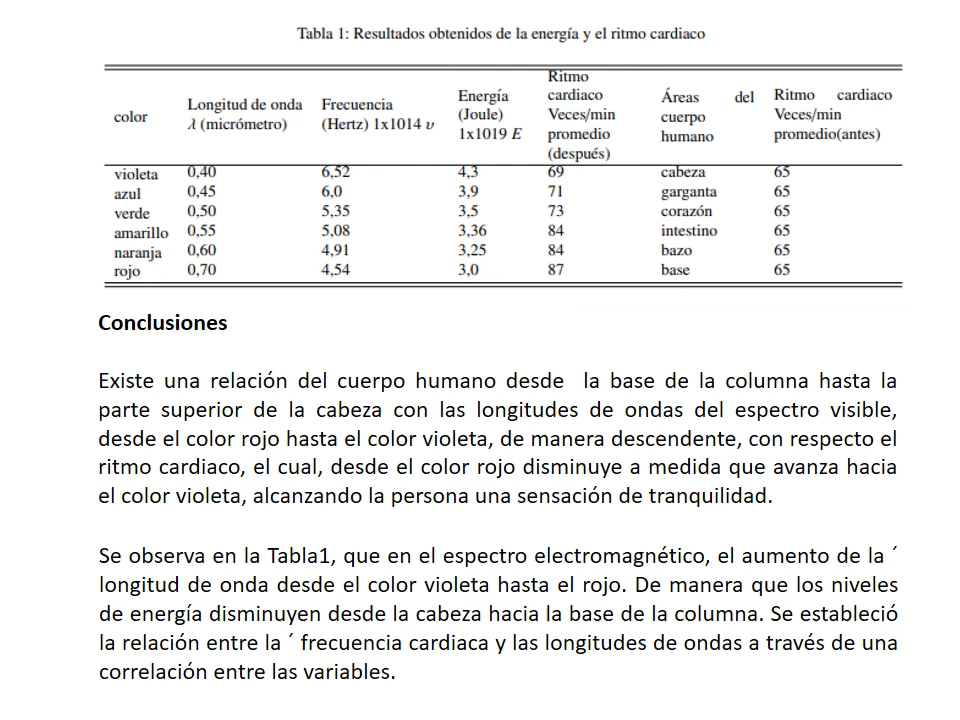 Tabla 1: Resultados obtenidos de la energía y el ritmo cardiaco
color Longitud de onda λ (micrómetro) Frecuencia (Hertz) 1x1014 υ Energía (Joule) 1x1019 E Ritmo cardiaco Veces/min promedio (después) Áreas del cuerpo humano Ritmo cardiaco Veces/min promedio(antes)
violeta 0,40 6,52 4,3 69 cabeza 65
azul 0,45 6,0 3,9 71 garganta 65
verde 0,50 5,35 3,5 73 corazón 65
amarillo 0,55 5,08 3,36 84 intestino 65
naranja 0,60 4,91 3,25 84 bazo 65
rojo 0,70 4,54 3,0 87 base 65
Conclusiones
Existe una relación del cuerpo humano desde la base de la columna hasta la
parte superior de la cabeza con las longitudes de ondas del espectro visible,
desde el color rojo hasta el color violeta, de manera descendente, con respecto el
ritmo cardiaco, el cual, desde el color rojo disminuye a medida que avanza hacia
el color violeta, alcanzando la persona una sensación de tranquilidad.
Se observa en la Tabla1, que en el espectro electromagnético, el aumento de la ´
longitud de onda desde el color violeta hasta el rojo. De manera que los niveles
de energía disminuyen desde la cabeza hacia la base de la columna. Se estableció
la relación entre la ´ frecuencia cardiaca y las longitudes de ondas a través de una
correlación entre las variables.